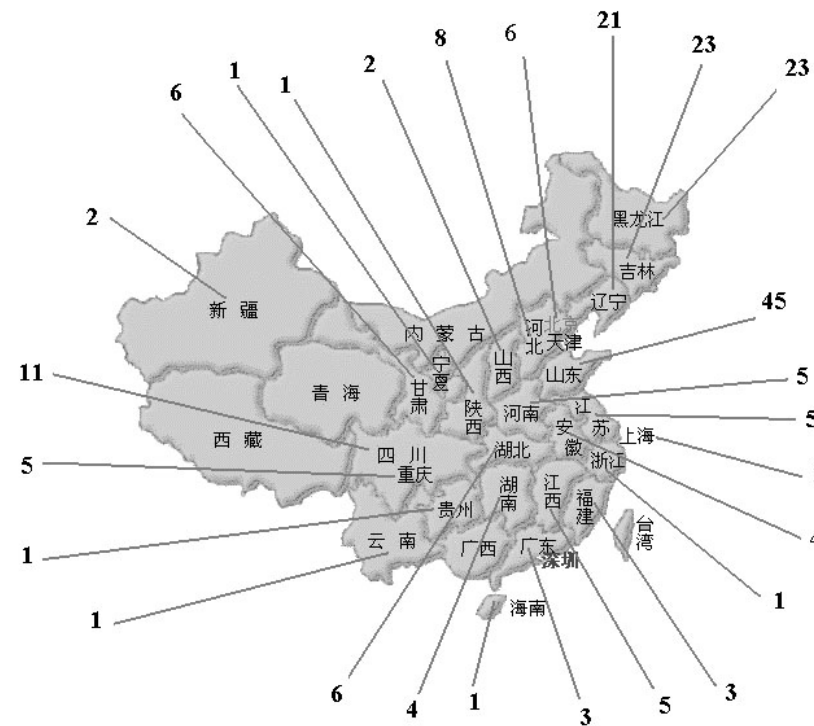 21
8
6
23
2
1
1
6
23
2
黑龙江
吉林
辽宁
新 疆
内 蒙 古
河北
北京
天津
45
山西
宁夏
山东
11
青 海
甘肃
5
陕西
河南
江苏
5
西 藏
安徽
上海
四 川
湖北
浙江
5
重庆
湖南
江西
福建
贵州
台湾
4
1
云 南
广西
广东
深圳
1
海南
1
6
4
1
3
5
3